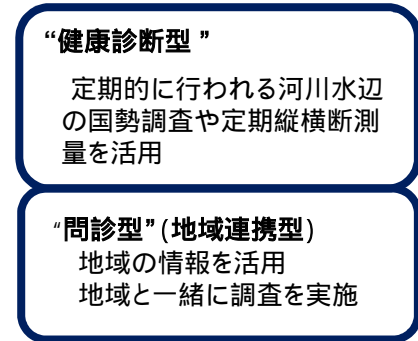 “健康診断型 ”
定期的に行われる河川水辺
の国勢調査や定期縦横断測
量を活用
“問診型” (地域連携型)
地域の情報を活用
地域と一緒に調査を実施